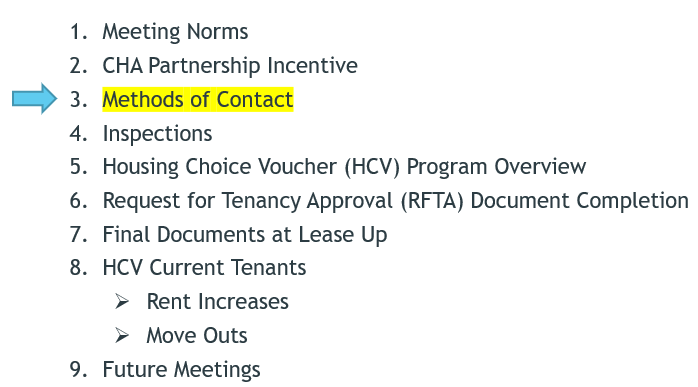 1. Meeting Norms
2. CHA Partnership Incentive
3. Methods of Contact
4. Inspections
5. Housing Choice Voucher (HCV) Program Overview
6. Request for Tenancy Approval (RFTA) Document Completion
7. Final Documents at Lease Up
8. HCV Current Tenants
➢ Rent Increases
➢ Move Outs
9. Future Meetings